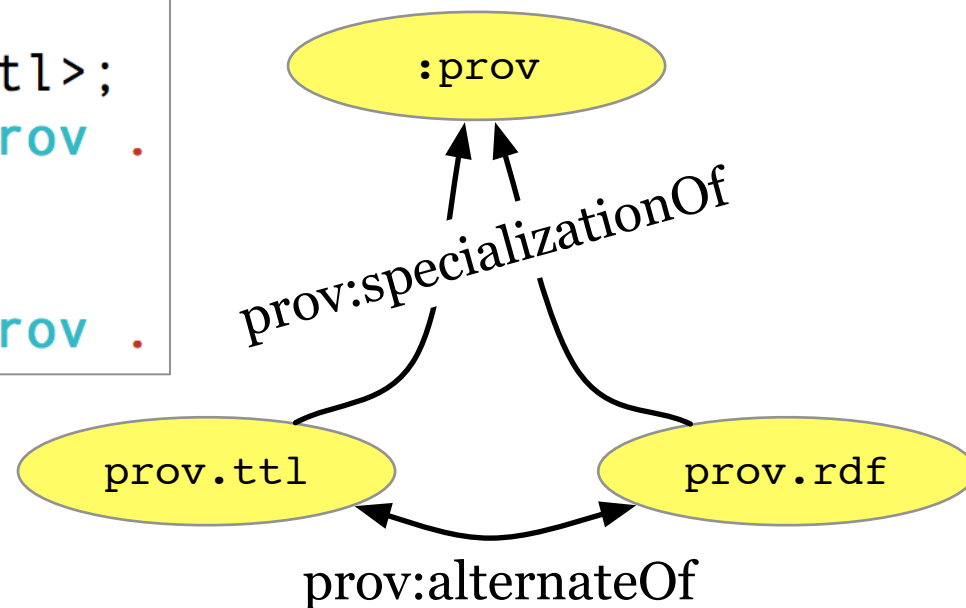 tl>;
rov .
rov .
:prov
prov:specializationOf
prov.ttl
prov.rdf
prov:alternateOf